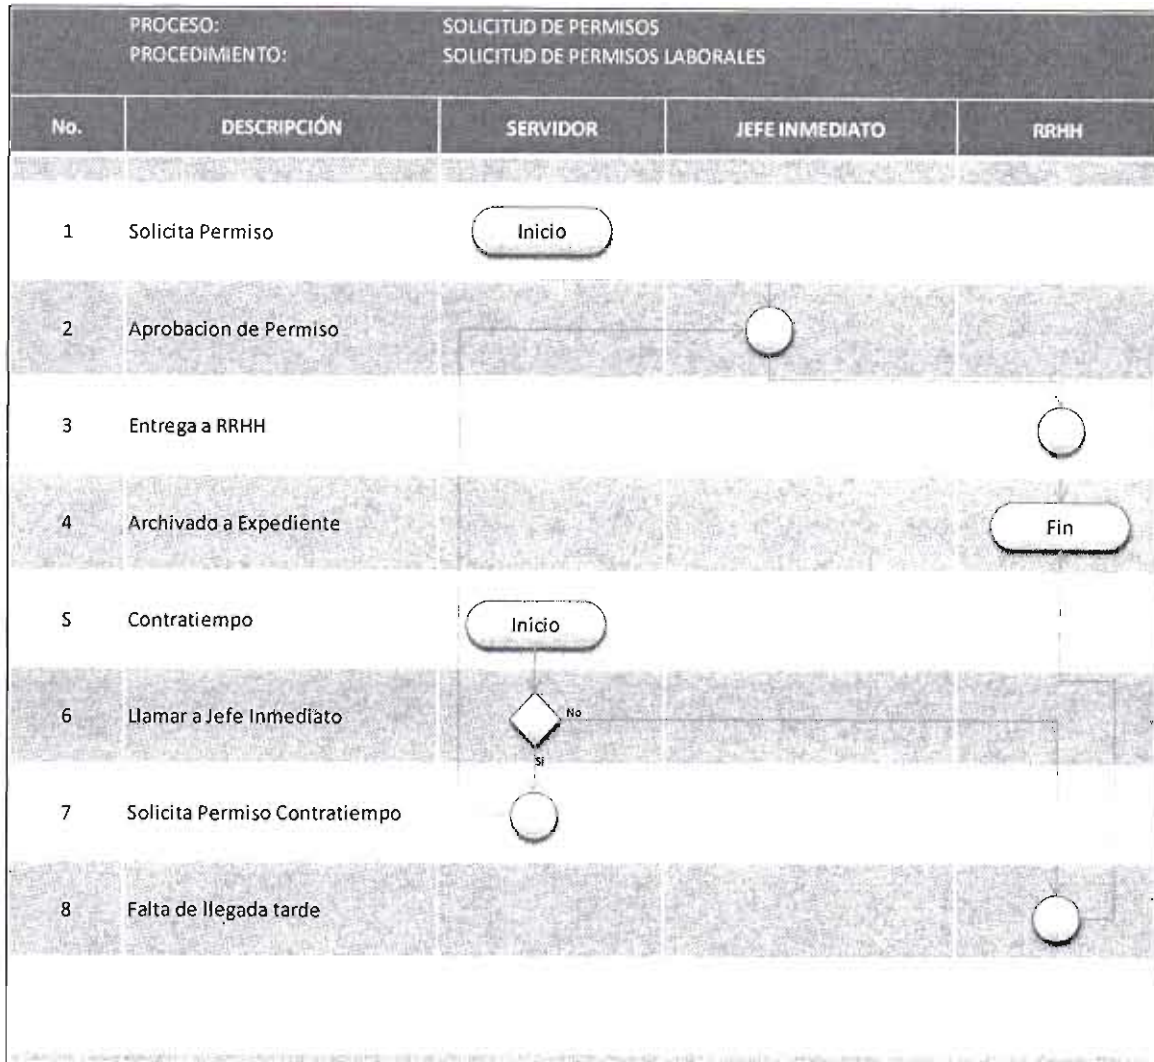 PROCESO: SOLICITUD DE PERMISOS
PROCEDIMIENTO: SOLICITUD DE PERMISOS LABORALES
No. DESCRIPCIÓN SERVIDOR JEFE INMEDIATO RRHH
1 Solicita Permiso Inicio
2 Aprobacion de Permiso
3 Entrega a RRHH
4 Archivado a Expediente Fin
S Contratiempo Inicio
6 Llamar a Jefe Inmediato No
Si
7 Solicita Permiso Contratiempo
8 Falta de llegada tarde